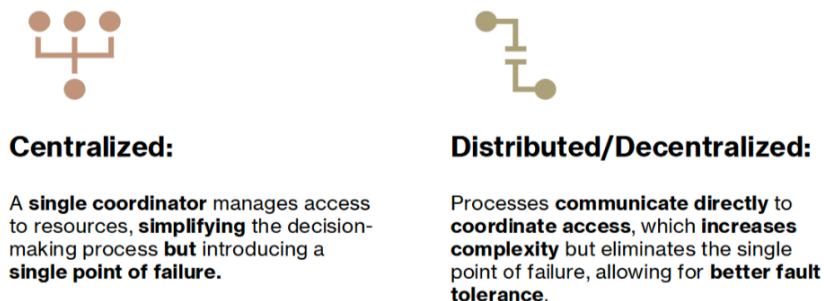 Centralized:
A single coordinator manages access
to resources, simplifying the decision-
making process but introducing a
single point of failure.
Distributed/Decentralized:
Processes communicate directly to
coordinate access, which increases
complexity but eliminates the single
point of failure, allowing for better fault
tolerance.